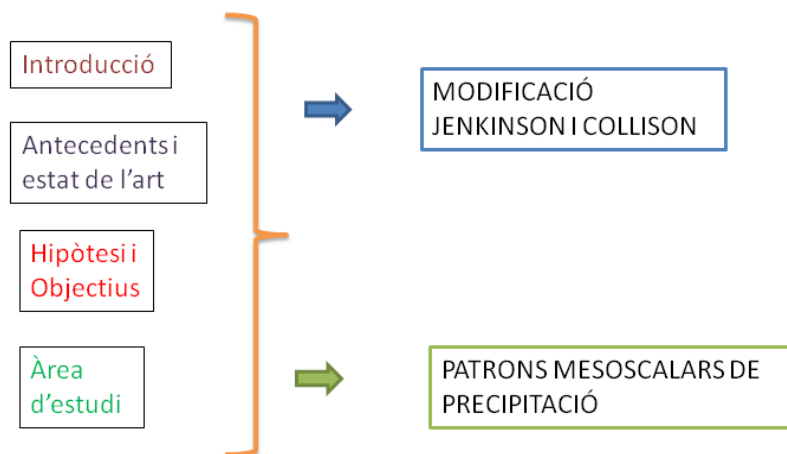 Introducció
Antecedents i
estat de l'art
Hipòtesi i
Objectius
Àrea
d'estudi
MODIFICACIÓ
JENKINSON I COLLISON
PATRONS MESOSCALARS DE
PRECIPITACIÓ